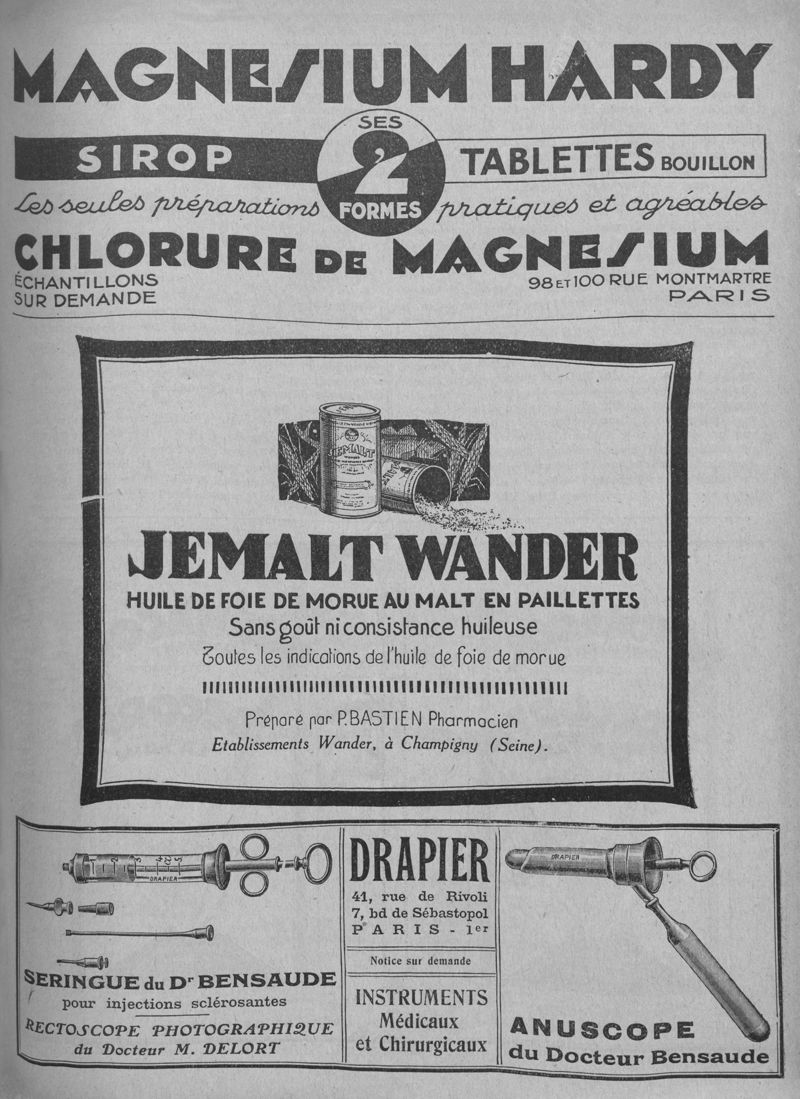 MAGNESIUM HARDY
SES
SIROP 2 TABLETTES BOUILLON
Les seules préparations FORMES pratiques et agréables
CHLORURE DE MAGNESIUM
ÉCHANTILLONS
SUR DEMANDE
98 ET 100 RUE MONTMARTRE
PARIS
JEMALT
JEMALT WANDER
HUILE DE FOIE DE MORUE AU MALT EN PAILLETTES
Sans goût ni consistance huileuse
Toutes les indications de l'huile de foie de morue
Préparé par P. BASTIEN Pharmacien
Etablissements Wander, à Champigny (Seine).
DRAPIER
SERINGUE du Dr BENSAUDE
pour injections sclérosantes
RECTOSCOPE PHOTOGRAPHIQUE
du Docteur M. DELORT
DRAPIER
41, rue de Rivoli
7, bd de Sébastopol
PARIS - 1er
Notice sur demande
INSTRUMENTS
Médicaux
et Chirurgicaux
DRAPIER
ANUSCOPE
du Docteur Bensaude